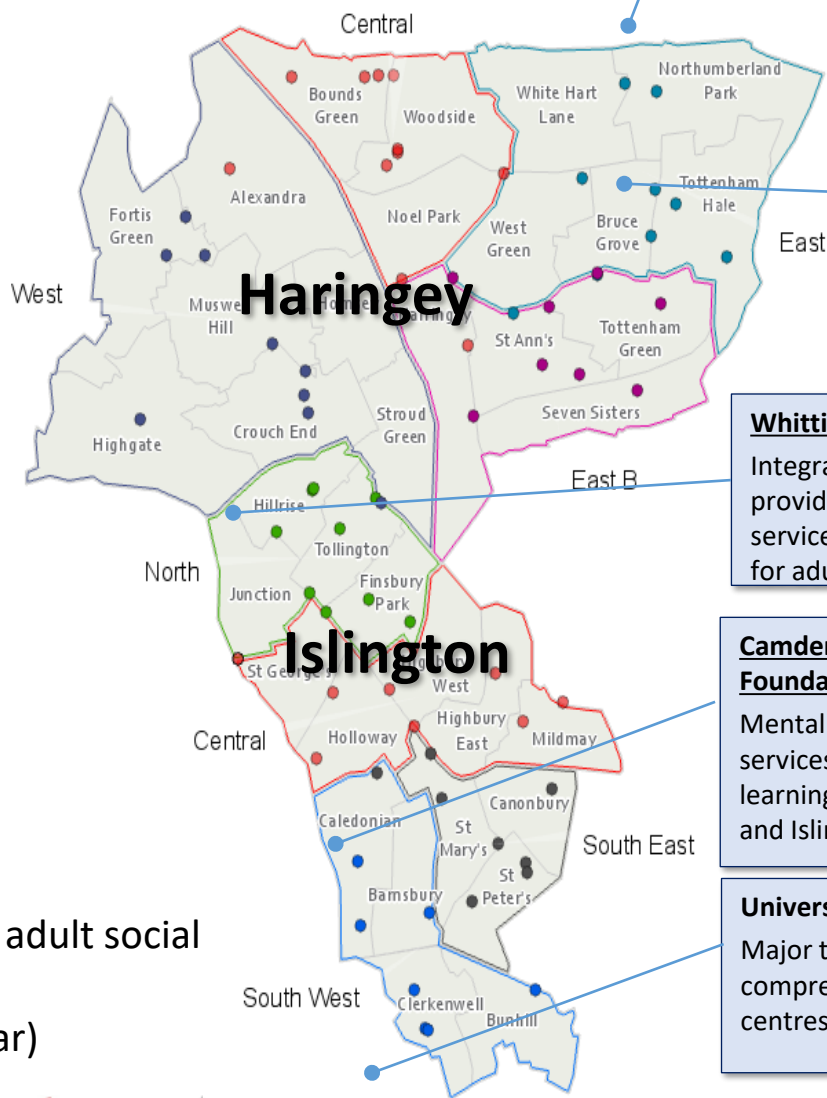 Central
Northumberland
Park
Bounds
Green
White Hart
Lane
Woodside
Alexandra
Tottenham
Hale
Fortis
Green
Noel Park
West
Green
Bruce
Grove
East
West
Haringey
Hill
St Ann's
Tottenham
Green
Stroud
Green
Seven Sisters
Highgate
Crouch End
East B
Hillrise
Tollington
North
Junction
Finsbury
Park
Islington
St George's
West
Highbury
East
Central
Holloway
Mildmay
Caledonian
Canonbury
St
Mary's
South East
St
Peter's
Barnsbury
South West
Clerkenwell
Bunhill
Integra
provid
service
for adu
Camden
Founda
Mental
services
learning
and Islin
Univers
Major t
compre
centres
adult social
ar)